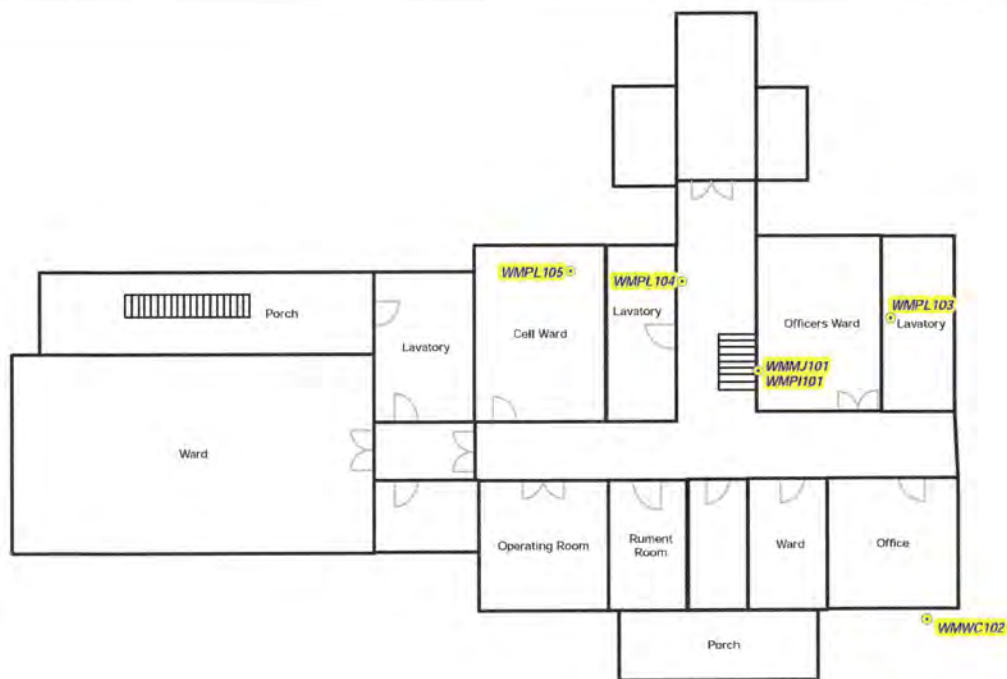 WMPL105
WMPL104
WMPL103
Porch
Lavatory
Cell Ward
Lavatory
Officers Ward
Lavatory
WMMJ101
WMPI101
Ward
Operating Room
Rument
Room
Ward
Office
WMWC102
Porch